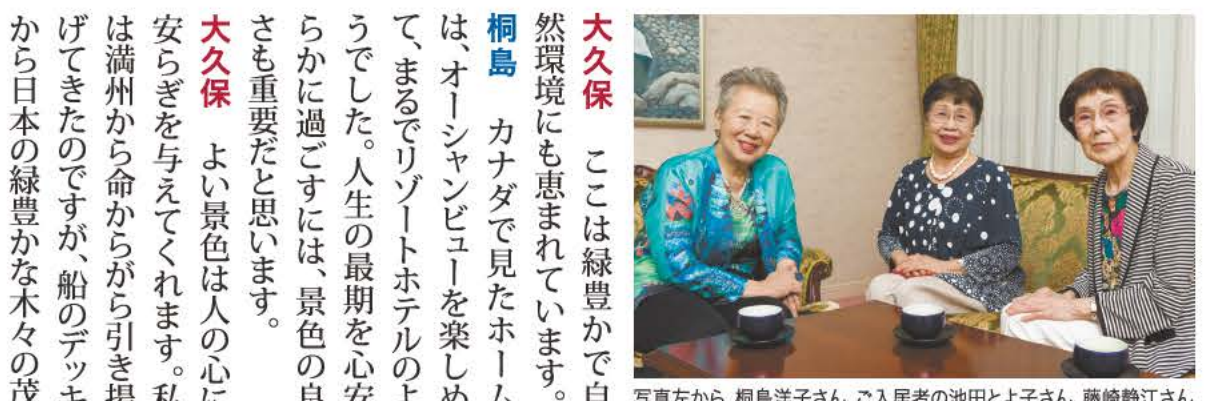 大久保　ここは緑豊かで自
然環境にも恵まれています。
桐島　カナダで見たホーム
は、オーシャンビューを楽しめ
て、まるでリゾートホテルのよ
うでした。人生の最期を心安
らかに過ごすには、景色の良
さも重要だと思います。
大久保　よい景色は人の心に
安らぎを与えてくれます。私
は満州から命からがら引き揚
げてきたのですが、船のデッキ
から日本の緑豊かな木々の茂
写真左から、桐島洋子さん、ご入居者の池田とよ子さん、藤崎静江さん